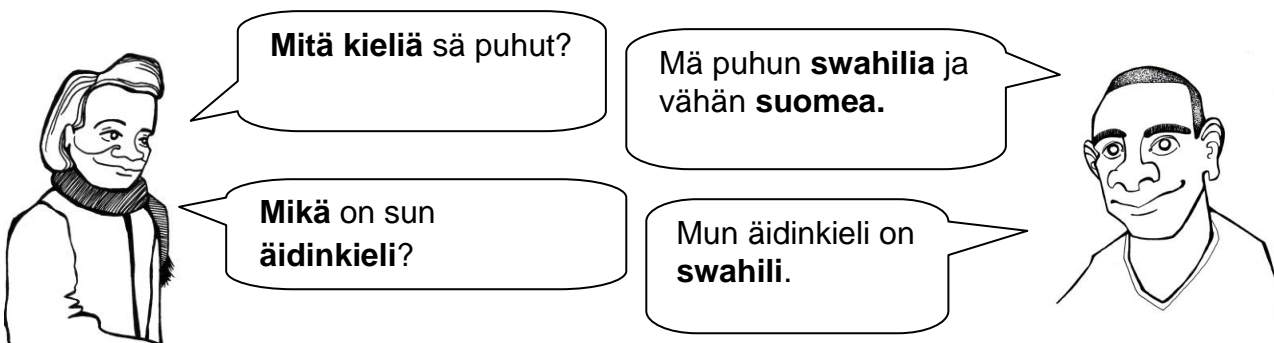 Mitä kieliä sä puhut?
Mä puhun swahilia ja
vähän suomea.
Mikä on sun
äidinkieli?
Mun äidinkieli on
swahili.